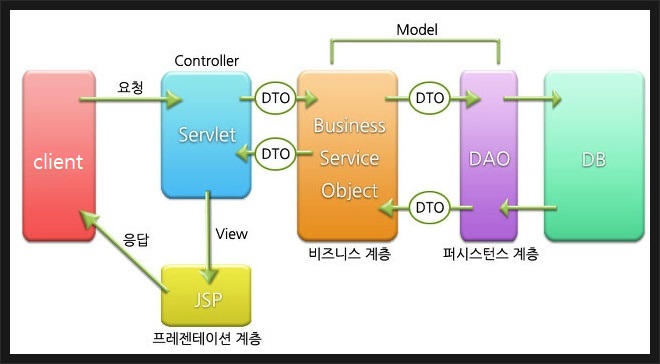 Model
Controller
요청
DTO
DTO
client
Servlet
Business
Service
Object
DAO
DB
DTO
DTO
응답
View
비즈니스 계층
퍼시스턴스 계층
JSP
프레젠테이션 계층